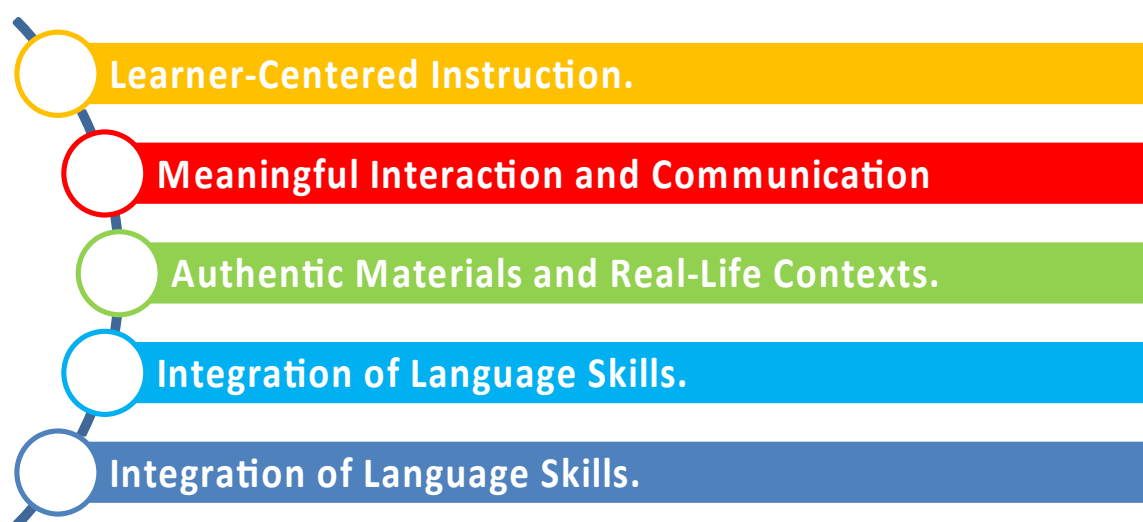 Learner-Centered Instruction.
Meaningful Interaction and Communication
Authentic Materials and Real-Life Contexts.
Integration of Language Skills.
Integration of Language Skills.